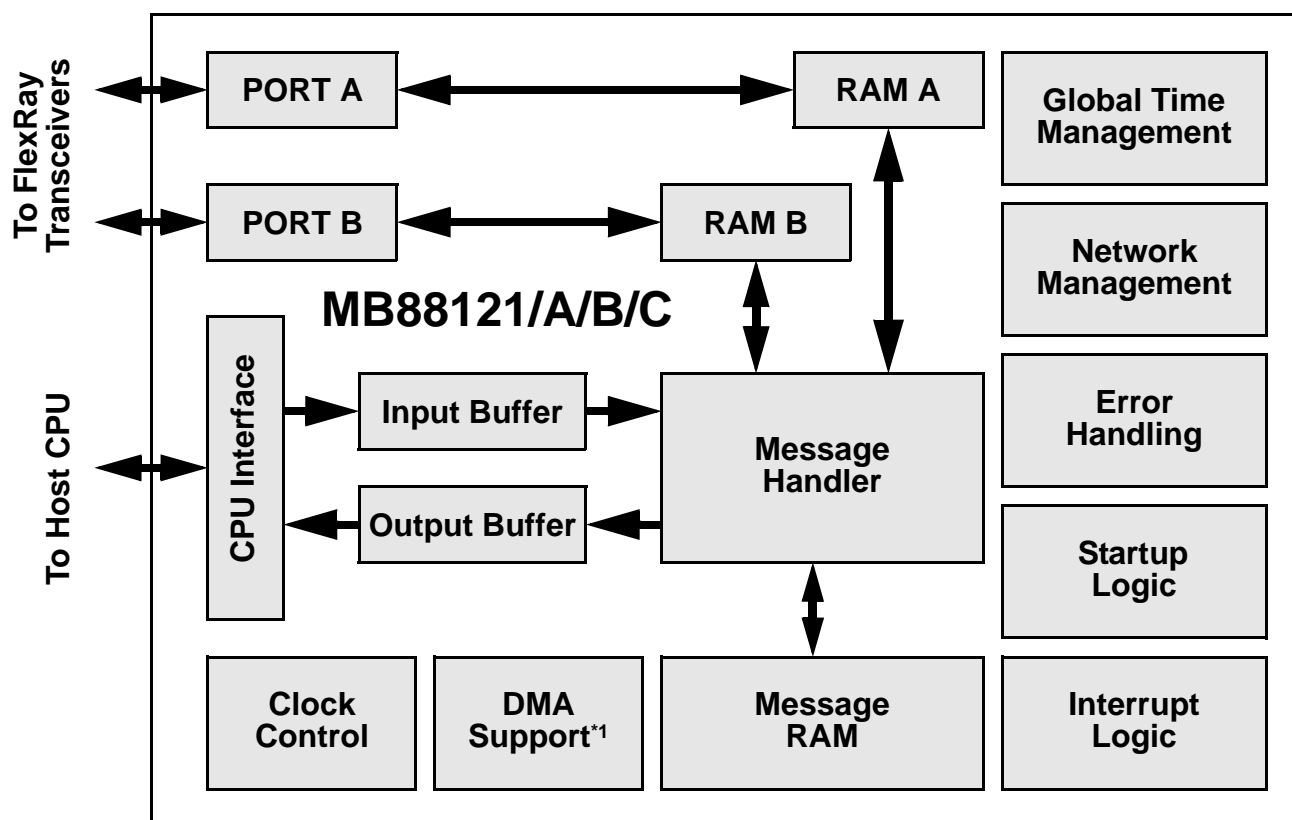 To FlexRay
Transceivers
PORT A
RAM A
Global Time
Management
PORT B
RAM B
Network
Management
MB88121/A/B/C
To Host CPU
CPU Interface
Input Buffer
Output Buffer
Message
Handler
Error
Handling
Startup
Logic
Clock
Control
DMA
Support*1
Message
RAM
Interrupt
Logic